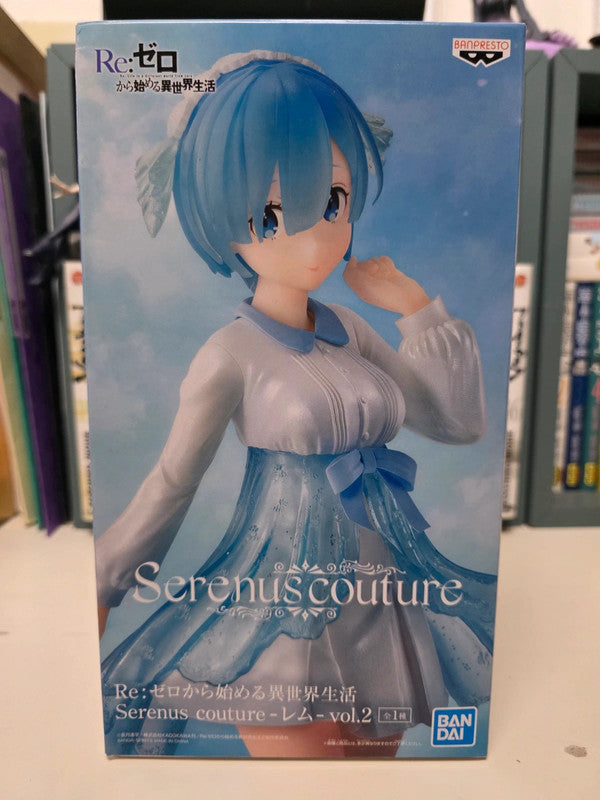 Re:ゼロ
から始める異世界生活
BANPRESTO
Serenus couture
Re:ゼロから始める異世界生活
Serenus couture -レム- vol.2 全1種
BAN
DAI